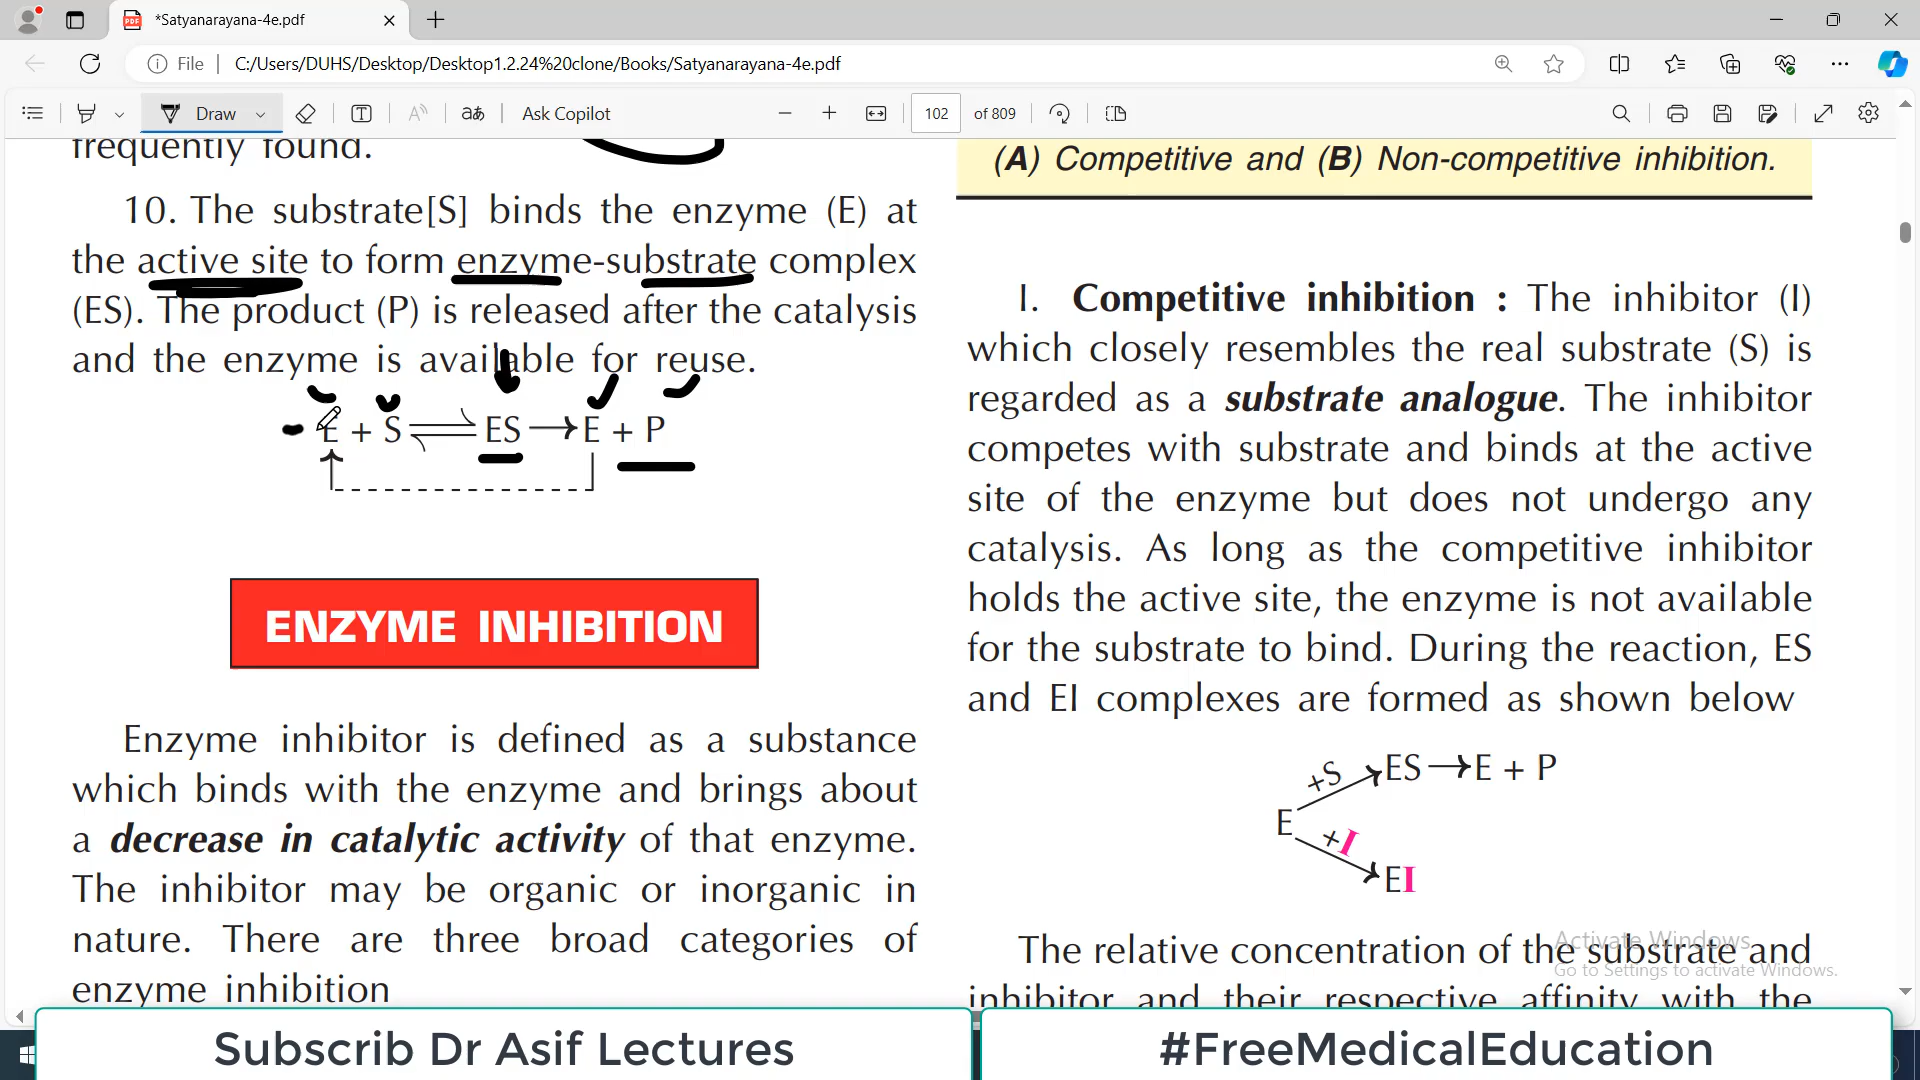 *Satyanarayana-4e.pdf
File
C:/Users/DUHS/Desktop/Desktop1.2.24%20clone/Books/Satyanarayana-4e.pdf
Draw
Ask Copilot
102 of 809
frequently found.
10. The substrate[S] binds the enzyme (E) at
the active site to form enzyme-substrate complex
(ES). The product (P) is released after the catalysis
and the enzyme is available for reuse.
E + S ⇌ ES → E + P
ENZYME INHIBITION
Enzyme inhibitor is defined as a substance
which binds with the enzyme and brings about
a decrease in catalytic activity of that enzyme.
The inhibitor may be organic or inorganic in
nature. There are three broad categories of
enzyme inhibition
(A) Competitive and (B) Non-competitive inhibition.
I. Competitive inhibition : The inhibitor (I)
which closely resembles the real substrate (S) is
regarded as a substrate analogue. The inhibitor
competes with substrate and binds at the active
site of the enzyme but does not undergo any
catalysis. As long as the competitive inhibitor
holds the active site, the enzyme is not available
for the substrate to bind. During the reaction, ES
and EI complexes are formed as shown below
+S ES → E + P
E
+I
EI
The relative concentration of the substrate and
inhibitor and their respective affinity with the
Activate Windows
Go to Settings to activate Windows.
Subscrib Dr Asif Lectures
#FreeMedicalEducation